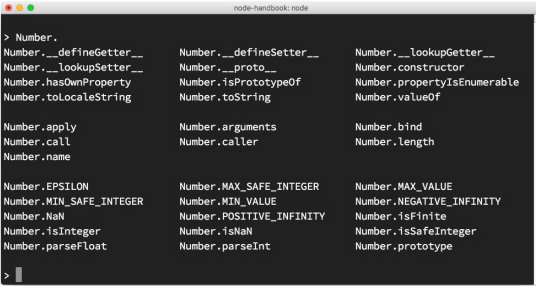 node-handbook: node
> Number.
Number.__defineGetter__ Number.__defineSetter__ Number.__lookupGetter__
Number.__lookupSetter__ Number.__proto__ Number.constructor
Number.hasOwnProperty Number.isPrototypeOf Number.propertyIsEnumerable
Number.toLocaleString Number.toString Number.valueOf
Number.apply Number.arguments Number.bind
Number.call Number.caller Number.length
Number.name
Number.EPSILON Number.MAX_SAFE_INTEGER Number.MAX_VALUE
Number.MIN_SAFE_INTEGER Number.MIN_VALUE Number.NEGATIVE_INFINITY
Number.NaN Number.POSITIVE_INFINITY Number.isFinite
Number.isInteger Number.isNaN Number.isSafeInteger
Number.parseFloat Number.parseInt Number.prototype
>